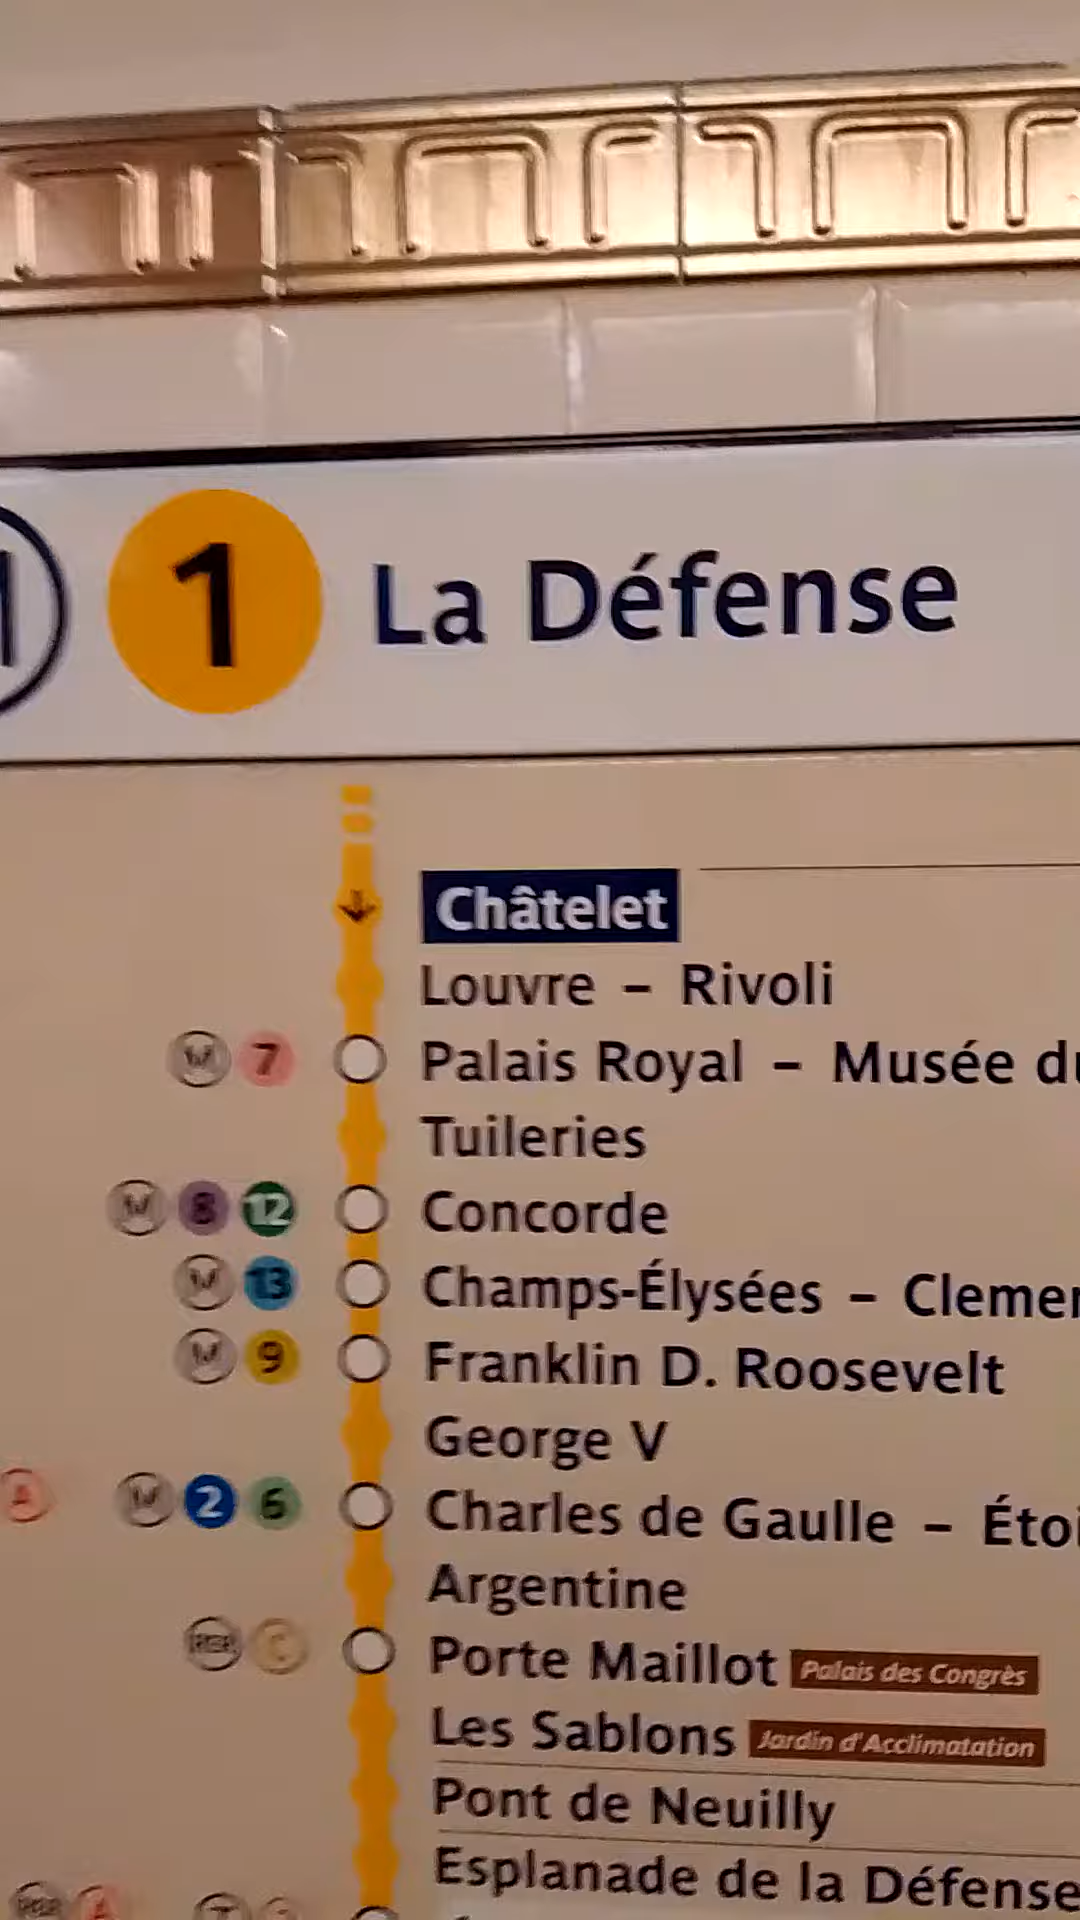 1 La Défense
Châtelet
Louvre – Rivoli
M 7 Palais Royal – Musée du
Tuileries
M 8 12 Concorde
M 13 Champs-Élysées –
M 9 Franklin D. Roosevelt
George V
A M 2 6 Charles de Gaulle –
Argentine
RER C Porte Maillot Palais des Congrès
Les Sablons Jardin d'Acclimatation
Pont de Neuilly
Esplanade de la Défense
RER A T